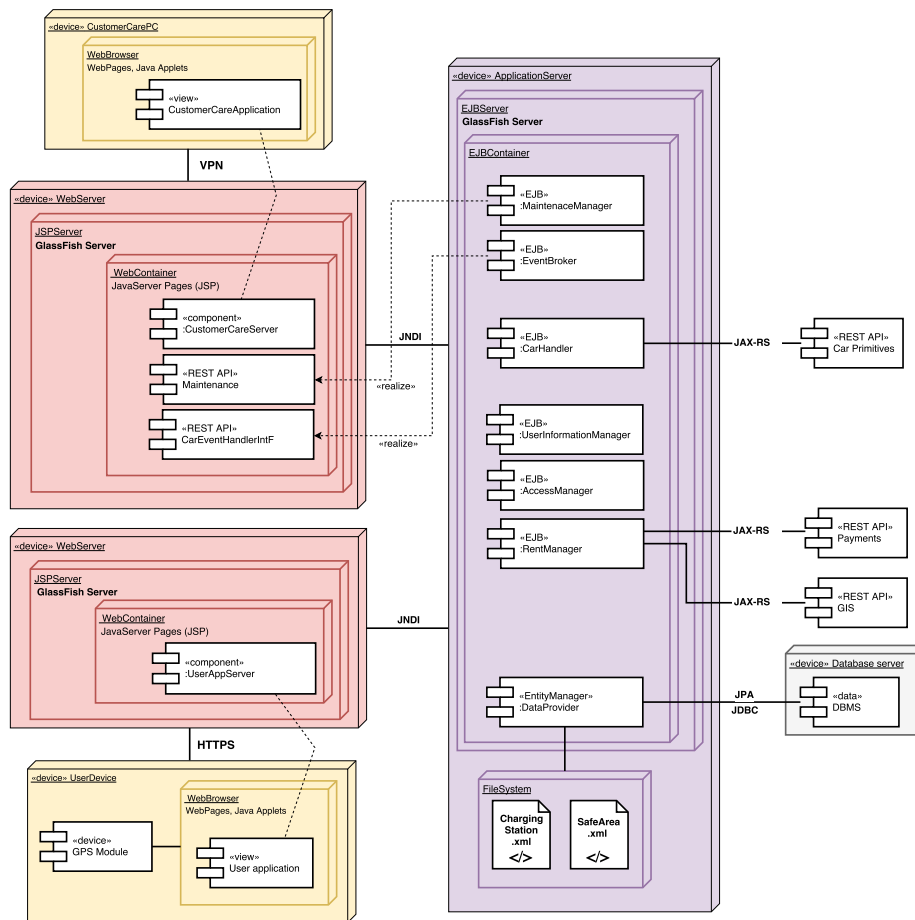 «device» CustomerCarePC
WebBrowser
WebPages, Java Applets
«view»
CustomerCareApplication
VPN
«device» WebServer
JSPServer
GlassFish Server
WebContainer
JavaServer Pages (JSP)
«component»
:CustomerCareServer
«REST API»
Maintenance
«REST API»
CarEventHandlerIntF
JNDI
«realize»
«realize»
«device» WebServer
JSPServer
GlassFish Server
WebContainer
JavaServer Pages (JSP)
«component»
:UserAppServer
JNDI
HTTPS
«device» UserDevice
WebBrowser
WebPages, Java Applets
«device»
GPS Module
«view»
User application
«device» ApplicationServer
EJBServer
GlassFish Server
EJBContainer
«EJB»
:MaintenaceManager
«EJB»
:EventBroker
«EJB»
:CarHandler
«EJB»
:UserInformationManager
«EJB»
:AccessManager
«EJB»
:RentManager
«EntityManager»
:DataProvider
FileSystem
Charging
Station
.xml
</>
SafeArea
.xml
</>
JAX-RS
«REST API»
Car Primitives
JAX-RS
«REST API»
Payments
JAX-RS
«REST API»
GIS
JPA
JDBC
«device» Database server
«data»
DBMS